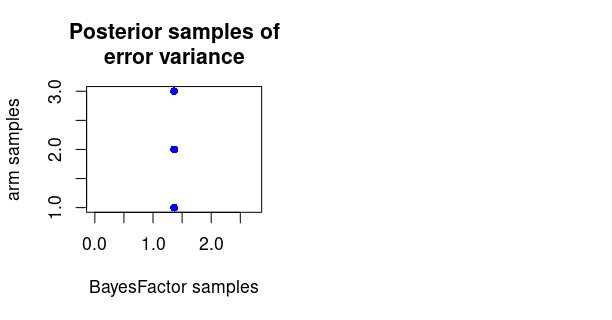 Posterior samples of
error variance
arm samples
3.0
2.0
1.0
0.0 1.0 2.0
BayesFactor samples